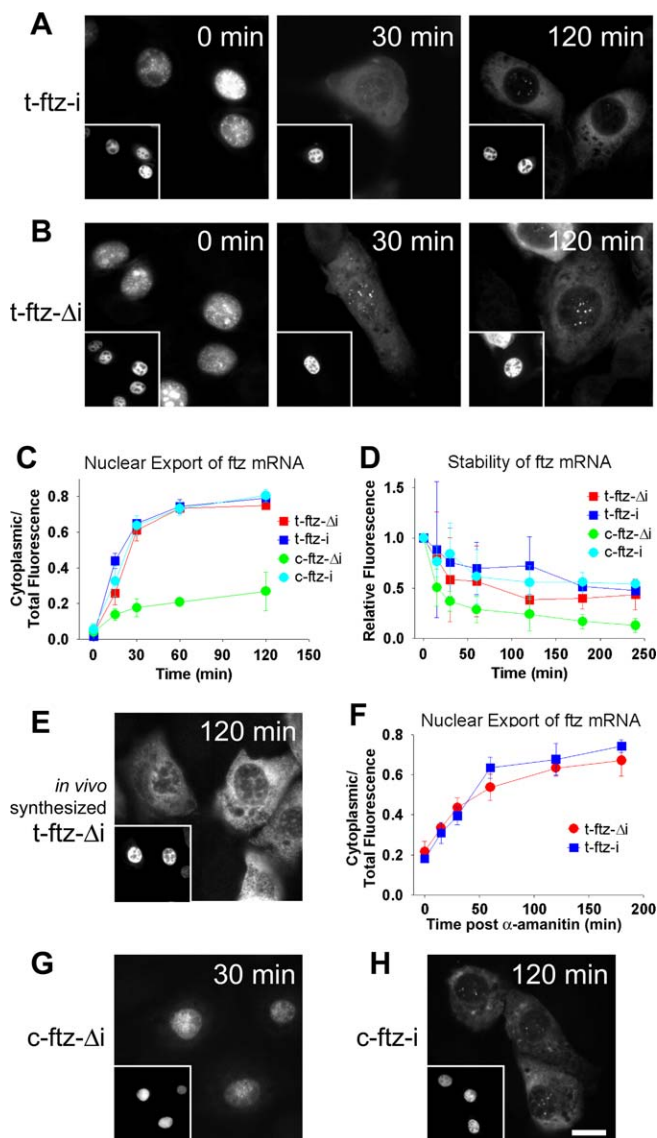 A
t-ftz-i
0 min
30 min
120 min
B
t-ftz-Δi
0 min
30 min
120 min
C
Nuclear Export of ftz mRNA
Cytoplasmic/
Total Fluorescence
0.8
0.6
0.4
0.2
0.0
0 30 60 90 120 150
Time (min)
t-ftz-Δi
t-ftz-i
c-ftz-Δi
c-ftz-i
D
Stability of ftz mRNA
Relative Fluorescence
1.5
1.0
0.5
0.0
0 50 100 150 200 250
Time (min)
t-ftz-Δi
t-ftz-i
c-ftz-Δi
c-ftz-i
E
in vivo
synthesized
t-ftz-Δi
120 min
F
Nuclear Export of ftz mRNA
Cytoplasmic/
Total Fluorescence
0.8
0.6
0.4
0.2
0.0
0 50 100 150 200
Time post α-amanitin (min)
t-ftz-Δi
t-ftz-i
G
c-ftz-Δi
30 min
H
c-ftz-i
120 min